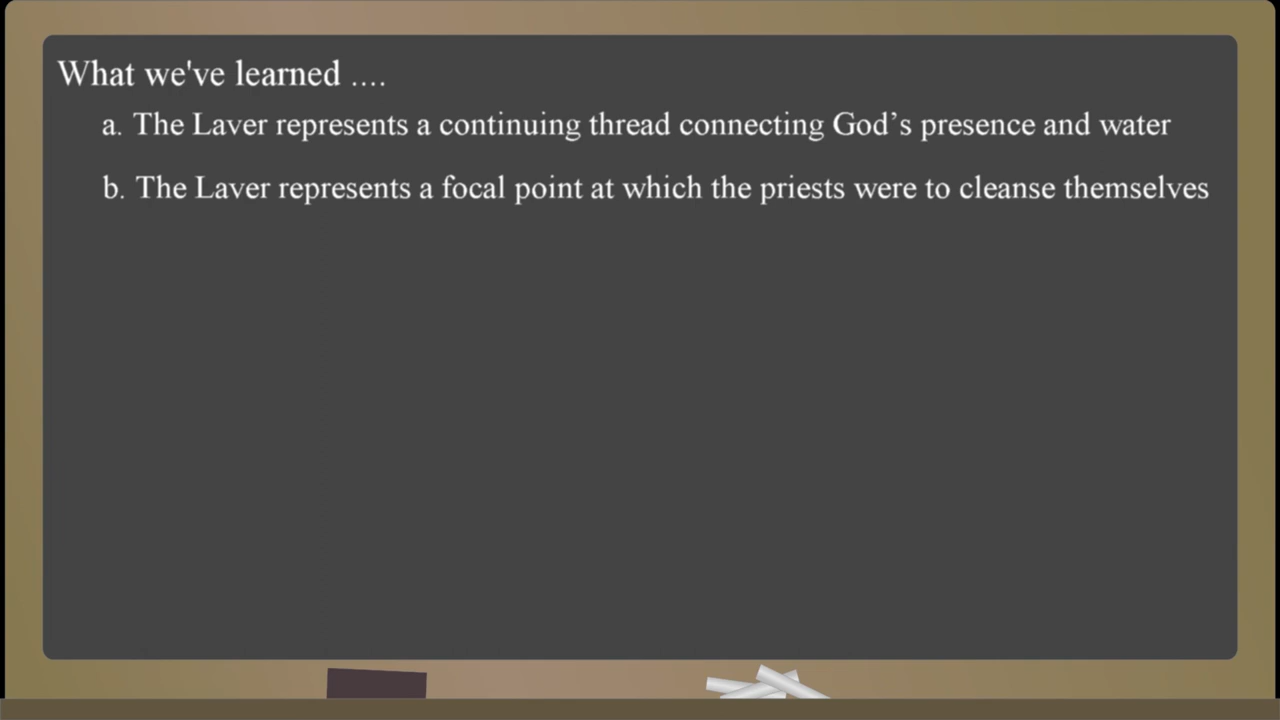 What we've learned ....
a. The Laver represents a continuing thread connecting God’s presence and water
b. The Laver represents a focal point at which the priests were to cleanse themselves